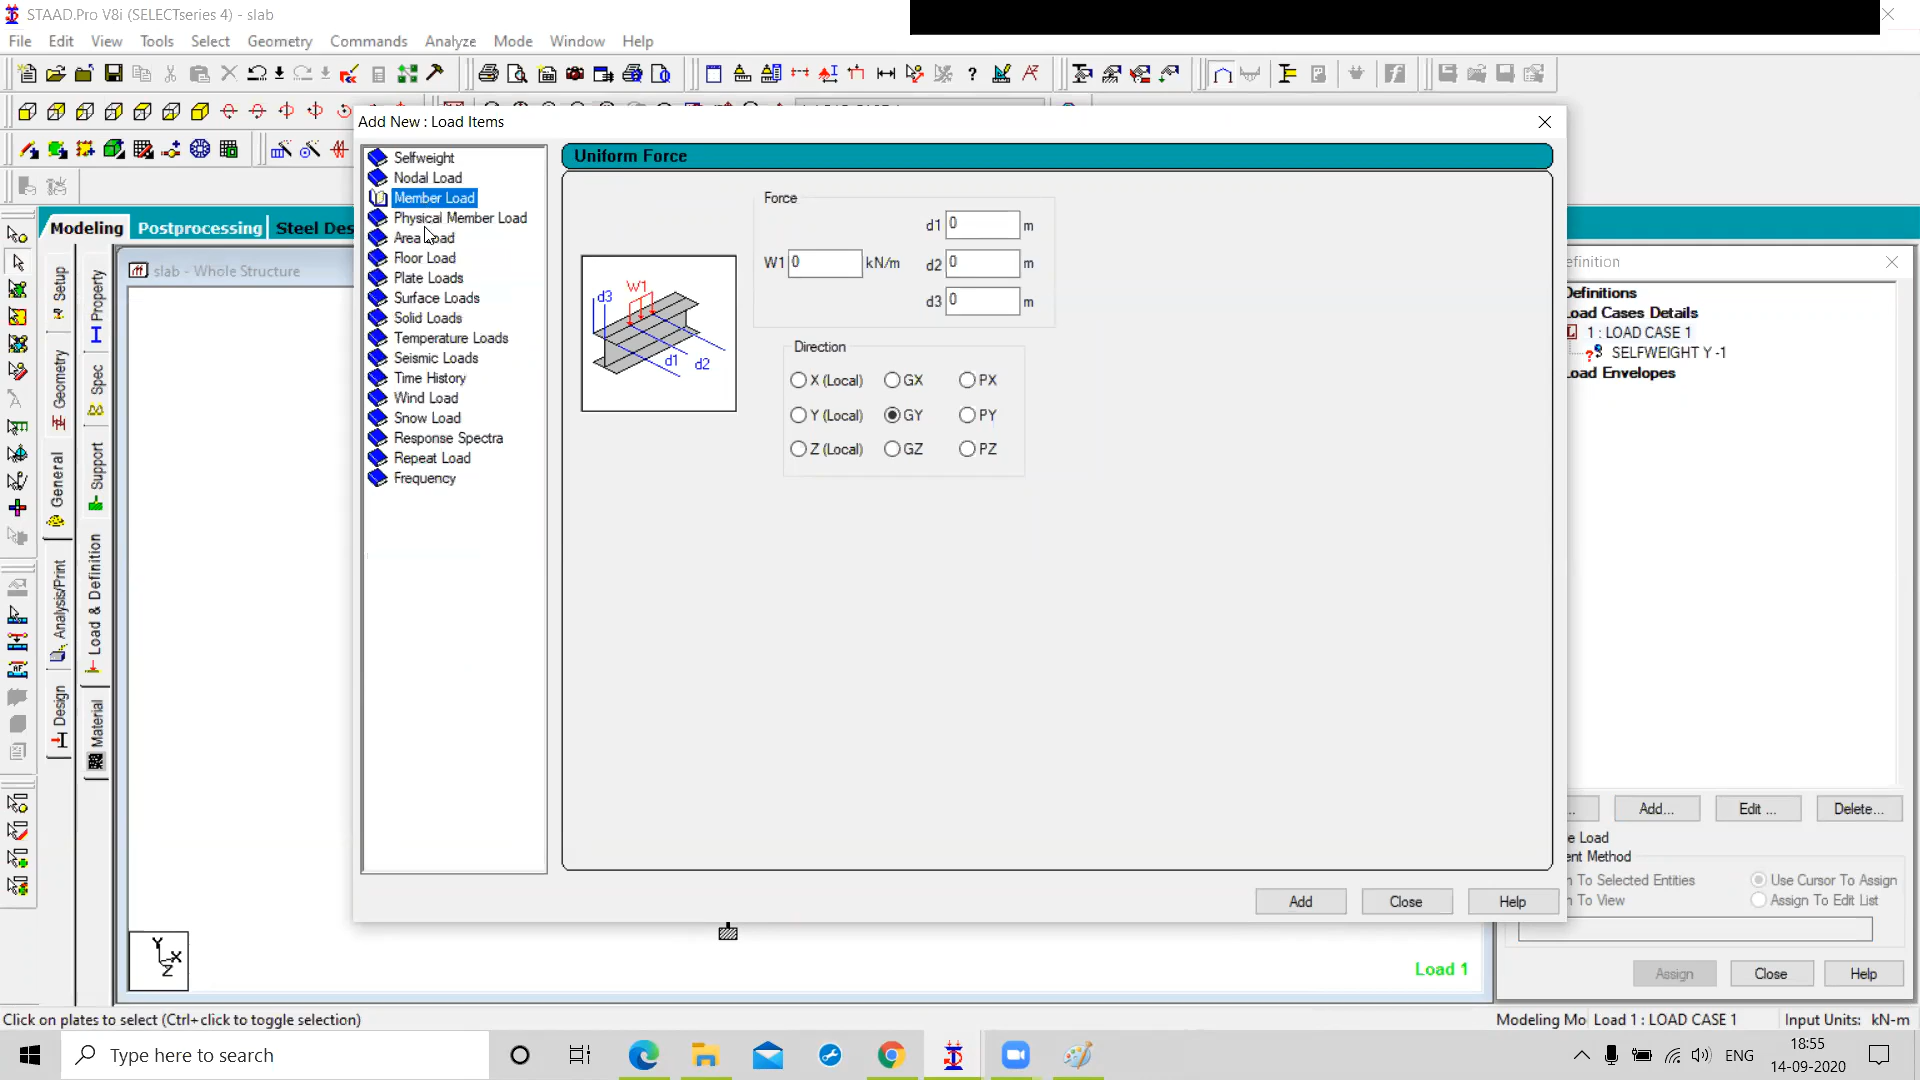 STAAD.Pro V8i (SELECTseries 4) - slab
File Edit View Tools Select Geometry Commands Analyze Mode Window Help
Add New : Load Items
Selfweight
Nodal Load
Member Load
Physical Member Load
Area Load
Floor Load
Plate Loads
Surface Loads
Solid Loads
Temperature Loads
Seismic Loads
Time History
Wind Load
Snow Load
Response Spectra
Repeat Load
Frequency
Uniform Force
Force
d1 0 m
W1 0 kN/m d2 0 m
d3 0 m
d3 W1 d1 d2
Direction
X (Local) GX PX
Y (Local) GY PY
Z (Local) GZ PZ
Add Close Help
Modeling Postprocessing Steel Des
slab - Whole Structure
Setup
Geometry
General
Analysis/Print
Design
Property
Spec
Support
Load & Definition
Material
efinition
Definitions
Load Cases Details
1 : LOAD CASE 1
SELFWEIGHT Y -1
Load Envelopes
... Add... Edit ... Delete...
e Load
ent Method
n To Selected Entities Use Cursor To Assign
n To View Assign To Edit List
Assign Close Help
Y X Z
Load 1
Click on plates to select (Ctrl+click to toggle selection)
Modeling Mo Load 1 : LOAD CASE 1 Input Units: kN-m
Type here to search
ENG
18:55
14-09-2020